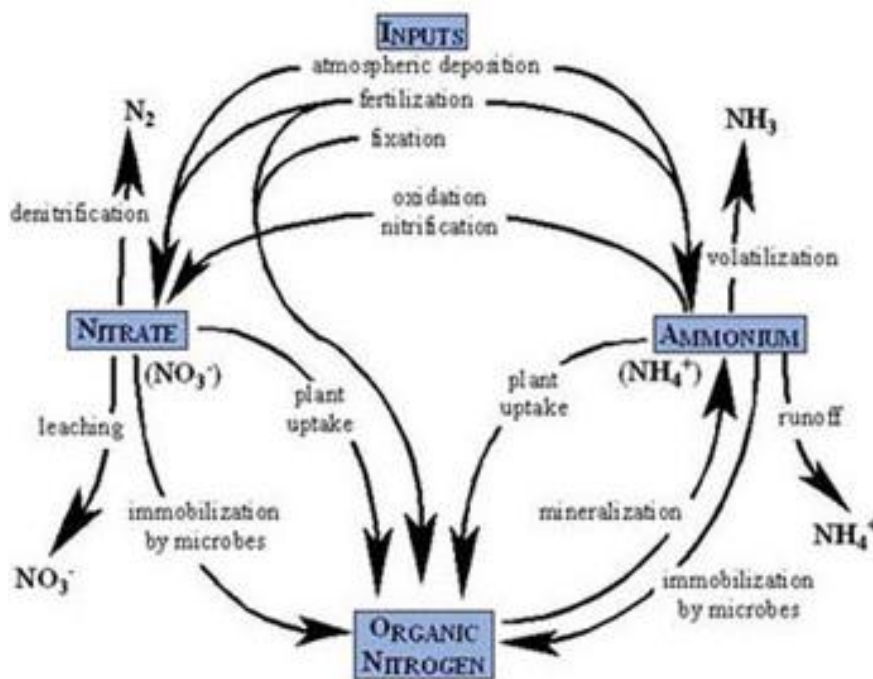 INPUTS
atmospheric deposition
fertilization
fixation
N₂
NH₃
oxidation
nitrification
denitrification
volatilization
NITRATE
(NO₃⁻)
AMMONIUM
(NH₄⁺)
leaching
plant
uptake
plant
uptake
runoff
immobilization
by microbes
mineralization
NO₃⁻
NH₄⁺
immobilization
by microbes
ORGANIC
NITROGEN